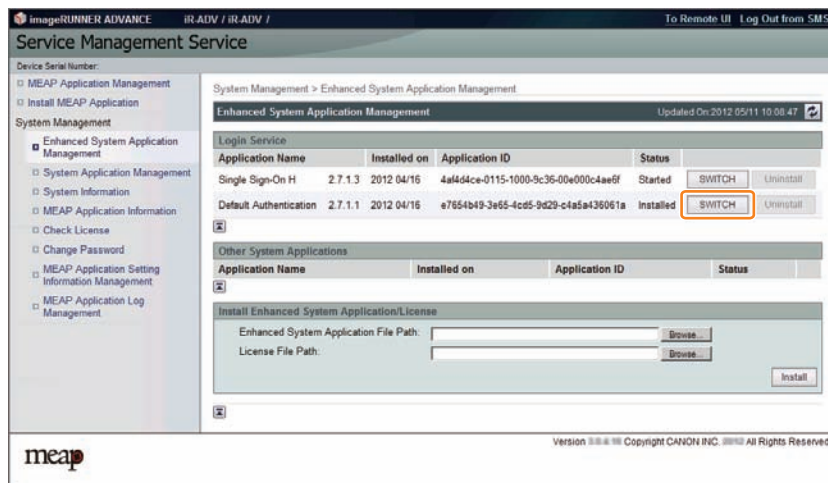 imageRUNNER ADVANCE iR-ADV / iR-ADV / To Remote UI Log Out from SMS
Service Management Service
Device Serial Number:
MEAP Application Management
Install MEAP Application
System Management
Enhanced System Application Management
System Application Management
System Information
MEAP Application Information
Check License
Change Password
MEAP Application Setting Information Management
MEAP Application Log Management
System Management > Enhanced System Application Management
Enhanced System Application Management Updated On:2012 05/11 10:08:47
Login Service
Application Name Installed on Application ID Status
Single Sign-On H 2.7.1.3 2012 04/16 4af4d4ce-0115-1000-9c36-00e000c4ae6f Started SWITCH Uninstall
Default Authentication 2.7.1.1 2012 04/16 e7654b49-3e65-4cd5-9d29-c4a5a436061a Installed SWITCH Uninstall
Other System Applications
Application Name Installed on Application ID Status
Install Enhanced System Application/License
Enhanced System Application File Path: Browse...
License File Path: Browse...
Install
Version Copyright CANON INC. All Rights Reserved
meap